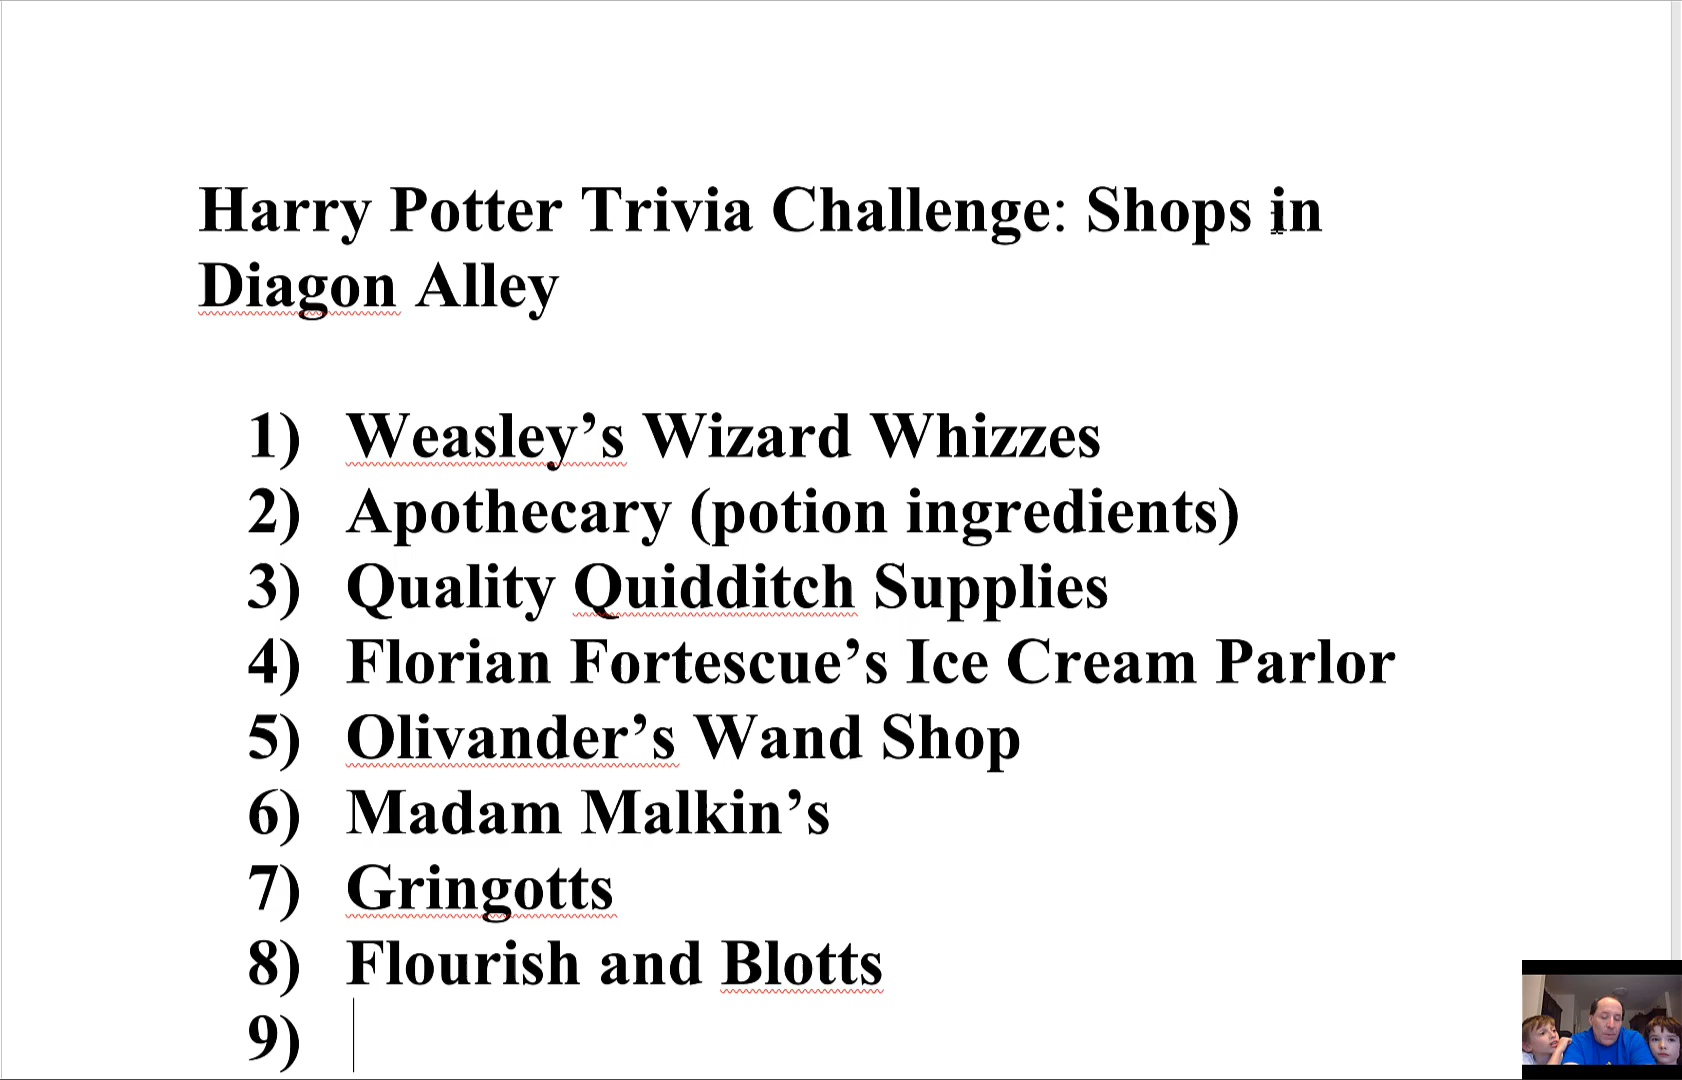 Harry Potter Trivia Challenge: Shops in
Diagon Alley
1) Weasley’s Wizard Whizzes
2) Apothecary (potion ingredients)
3) Quality Quidditch Supplies
4) Florian Fortescue’s Ice Cream Parlor
5) Olivander’s Wand Shop
6) Madam Malkin’s
7) Gringotts
8) Flourish and Blotts
9)